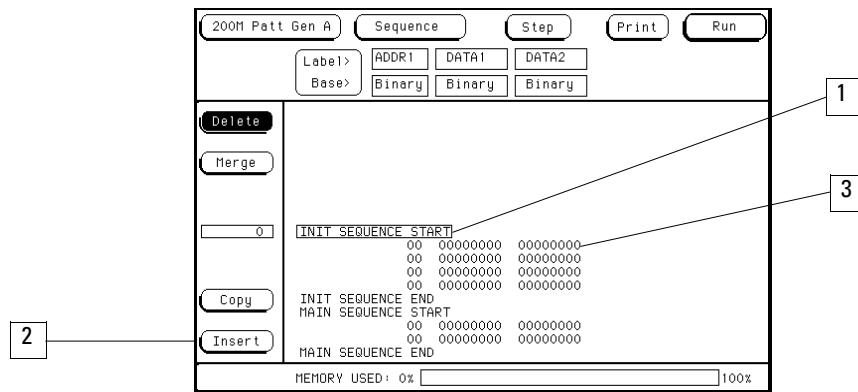 200M Patt Gen A Sequence Step Print Run
Label> ADDR1 DATA1 DATA2
Base> Binary Binary Binary
1
Delete
Merge
3
0 INIT SEQUENCE START
00 00000000 00000000
00 00000000 00000000
00 00000000 00000000
00 00000000 00000000
Copy INIT SEQUENCE END
MAIN SEQUENCE START
00 00000000 00000000
2 Insert 00 00000000 00000000
MAIN SEQUENCE END
MEMORY USED: 0% 100%